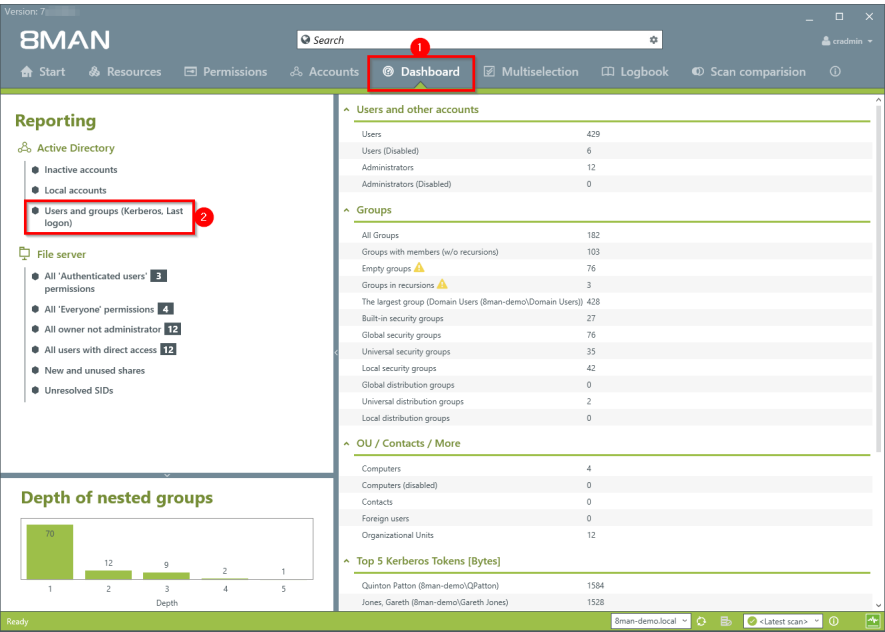 Version: 7
8MAN
Search
cradmin
1
Start
Resources
Permissions
Accounts
Dashboard
Multiselection
Logbook
Scan comparision
Reporting
Active Directory
Inactive accounts
Local accounts
Users and groups (Kerberos, Last
logon)
2
File server
All 'Authenticated users' 3
permissions
All 'Everyone' permissions 4
All owner not administrator 12
All users with direct access 12
New and unused shares
Unresolved SIDs
Depth of nested groups
70
12
9
2
1
1 2 3 4 5
Depth
Users and other accounts
Users 429
Users (Disabled) 6
Administrators 12
Administrators (Disabled) 0
Groups
All Groups 182
Groups with members (w/o recursions) 103
Empty groups 76
Groups in recursions 3
The largest group (Domain Users (8man-demo\Domain Users)) 428
Built-in security groups 27
Global security groups 76
Universal security groups 35
Local security groups 42
Global distribution groups 0
Universal distribution groups 2
Local distribution groups 0
OU / Contacts / More
Computers 4
Computers (disabled) 0
Contacts 0
Foreign users 0
Organizational Units 12
Top 5 Kerberos Tokens [Bytes]
Quinton Patton (8man-demo\QPatton) 1584
Jones, Gareth (8man-demo\Gareth Jones) 1528
Ready
8man-demo.local
<Latest scan>